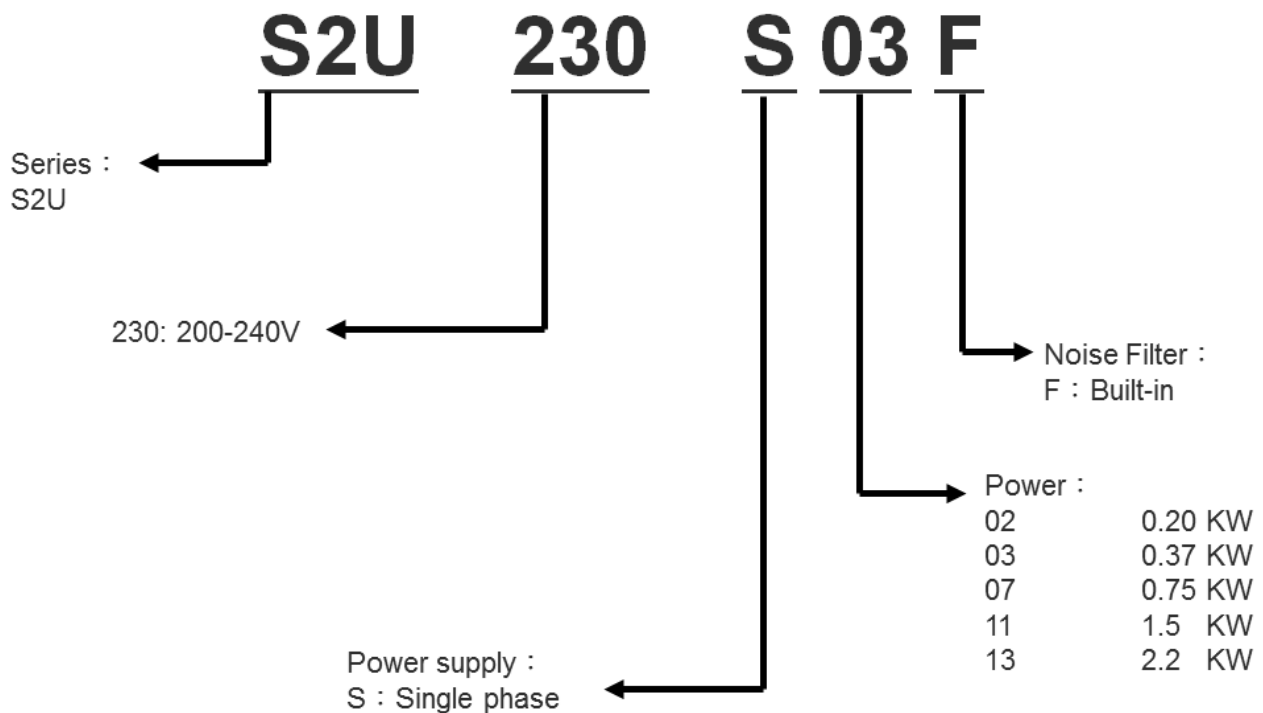 S2U 230 S 03 F
Series：
S2U
230: 200-240V
Noise Filter：
F：Built-in
Power：
02 0.20 KW
03 0.37 KW
07 0.75 KW
11 1.5 KW
13 2.2 KW
Power supply：
S：Single phase